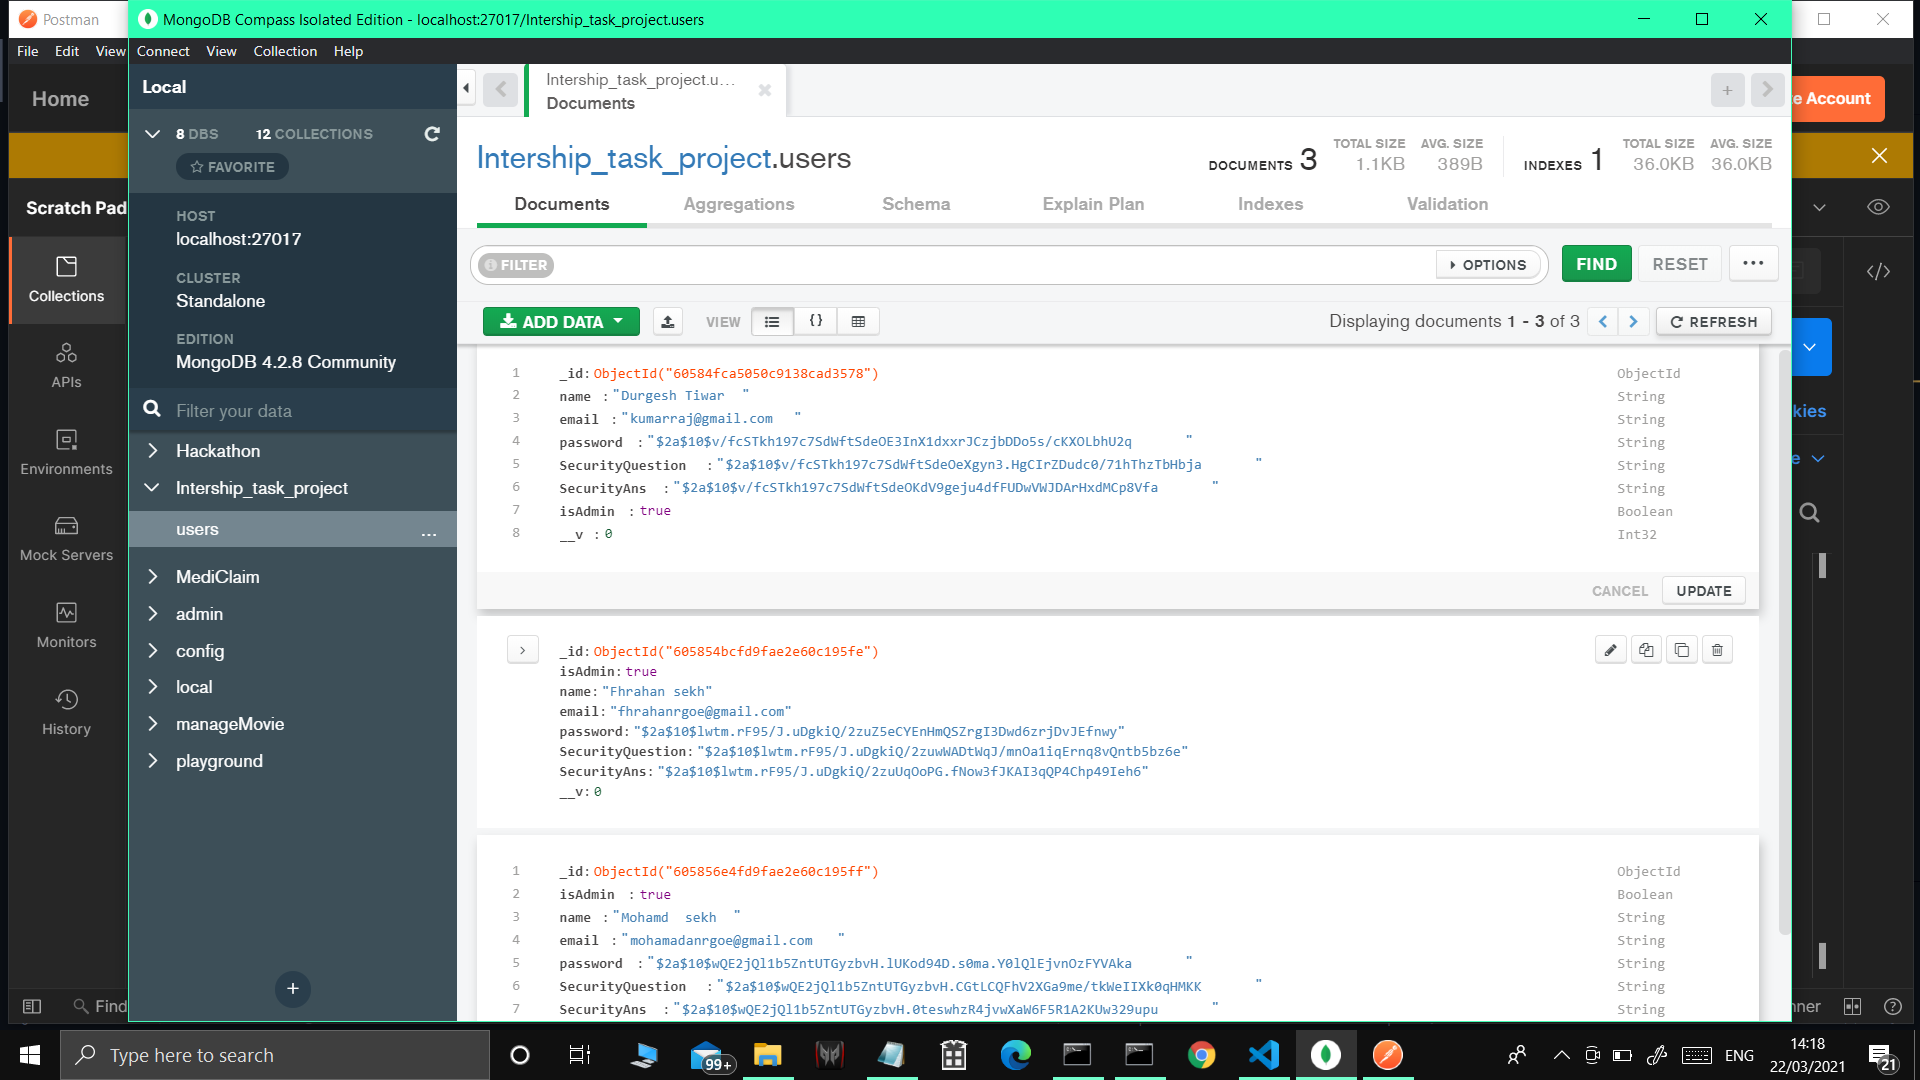 Postman
MongoDB Compass Isolated Edition - localhost:27017/Intership_task_project.users
File Edit View
Connect View Collection Help
Home
Local
Intership_task_project.u...
Documents
e Account
8 DBS 12 COLLECTIONS
FAVORITE
Intership_task_project.users
DOCUMENTS 3 TOTAL SIZE 1.1KB AVG. SIZE 389B INDEXES 1 TOTAL SIZE 36.0KB AVG. SIZE 36.0KB
Scratch Pad
HOST
localhost:27017
CLUSTER
Standalone
EDITION
MongoDB 4.2.8 Community
Documents Aggregations Schema Explain Plan Indexes Validation
FILTER OPTIONS FIND RESET ...
ADD DATA VIEW { } Displaying documents 1 - 3 of 3 REFRESH
Collections
APIs
Environments
Mock Servers
Monitors
History
Filter your data
Hackathon
Intership_task_project
users ...
MediClaim
admin
config
local
manageMovie
playground
kies
e
1 _id:ObjectId("60584fca5050c9138cad3578") ObjectId
2 name :"Durgesh Tiwar " String
3 email :"kumarraj@gmail.com " String
4 password :"$2a$10$v/fcSTkh197c7SdWftSdeOE3InX1dxxrJCzjbDDo5s/cKXOLbhU2q " String
5 SecurityQuestion :"$2a$10$v/fcSTkh197c7SdWftSdeOeXgyn3.HgCIrZDudc0/71hThzTbHbja " String
6 SecurityAns :"$2a$10$v/fcSTkh197c7SdWftSdeOKdV9geju4dfFUDwVWJDArHxdMCp8Vfa " String
7 isAdmin :true Boolean
8 __v :0 Int32
CANCEL UPDATE
_id:ObjectId("605854bcfd9fae2e60c195fe")
isAdmin:true
name:"Fhrahan sekh"
email:"fhrahanrgoe@gmail.com"
password:"$2a$10$lwtm.rF95/J.uDgkiQ/2zuZ5eCYEnHmQSZrgI3Dwd6zrjDvJEfnwy"
SecurityQuestion:"$2a$10$lwtm.rF95/J.uDgkiQ/2zuwWADtWqJ/mnOa1iqErnq8vQntb5bz6e"
SecurityAns:"$2a$10$lwtm.rF95/J.uDgkiQ/2zuUqOoPG.fNow3fJKAI3qQP4Chp49Ieh6"
__v:0
1 _id:ObjectId("605856e4fd9fae2e60c195ff") ObjectId
2 isAdmin :true Boolean
3 name :"Mohamd  sekh " String
4 email :"mohamadanrgoe@gmail.com " String
5 password :"$2a$10$wQE2jQl1b5ZntUTGyzbvH.lUKod94D.s0ma.Y0lQlEjvnOzFYVAka " String
6 SecurityQuestion :"$2a$10$wQE2jQl1b5ZntUTGyzbvH.CGtLCQFhV2XGa9me/tkWeIIXk0qHMKK " String
7 SecurityAns :"$2a$10$wQE2jQl1b5ZntUTGyzbvH.0teswhzR4jvwXaW6F5R1A2KUw329upu " String
Find
nner
Type here to search
99+
ENG
14:18
22/03/2021
21